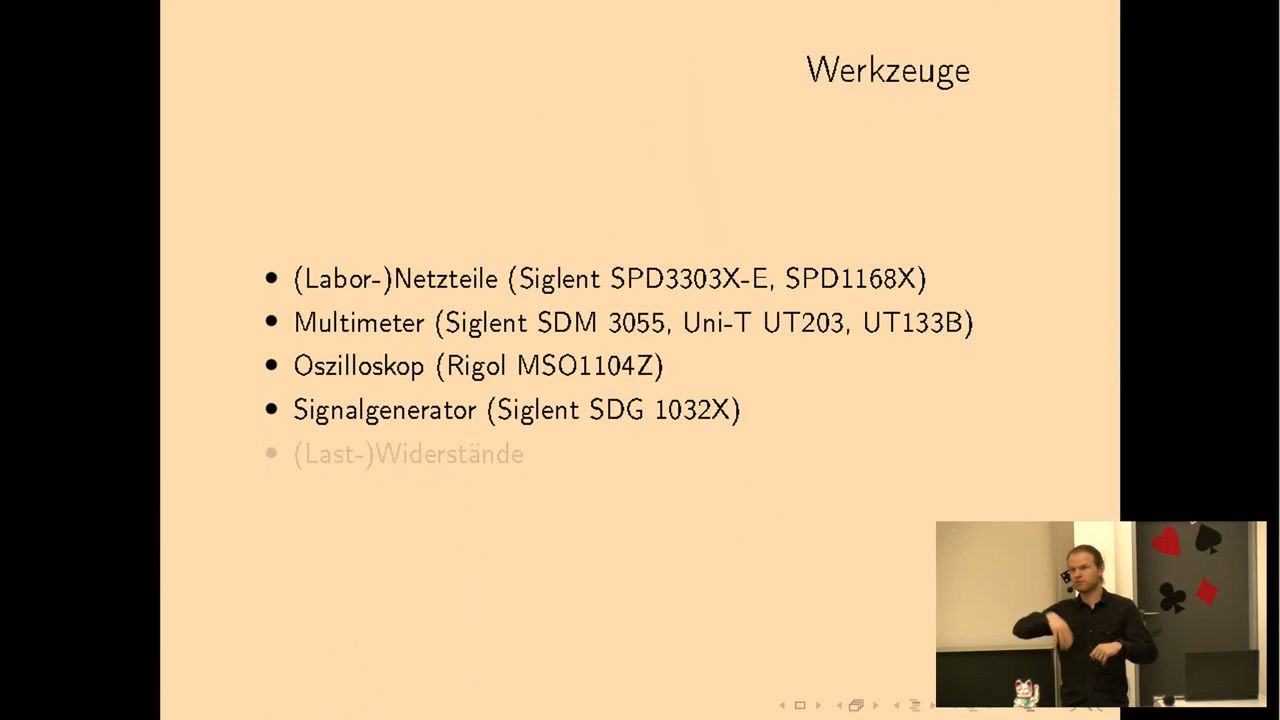 Werkzeuge
• (Labor-)Netzteile (Siglent SPD3303X-E, SPD1168X)
• Multimeter (Siglent SDM 3055, Uni-T UT203, UT133B)
• Oszilloskop (Rigol MSO1104Z)
• Signalgenerator (Siglent SDG 1032X)
• (Last-)Widerstände